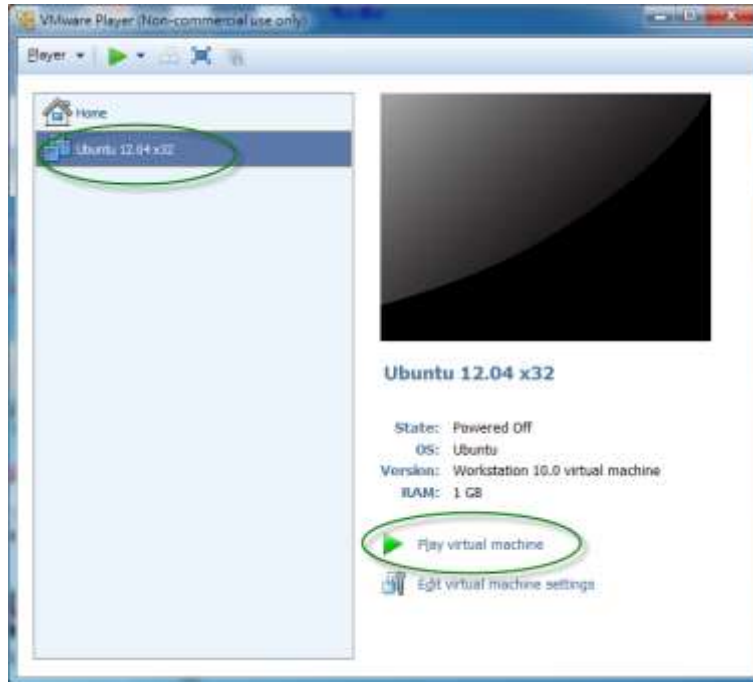 VMware Player (Non-commercial use only)
Player
Home
Ubuntu 12.04 x32
Ubuntu 12.04 x32
State: Powered Off
OS: Ubuntu
Version: Workstation 10.0 virtual machine
RAM: 1 GB
Play virtual machine
Edit virtual machine settings